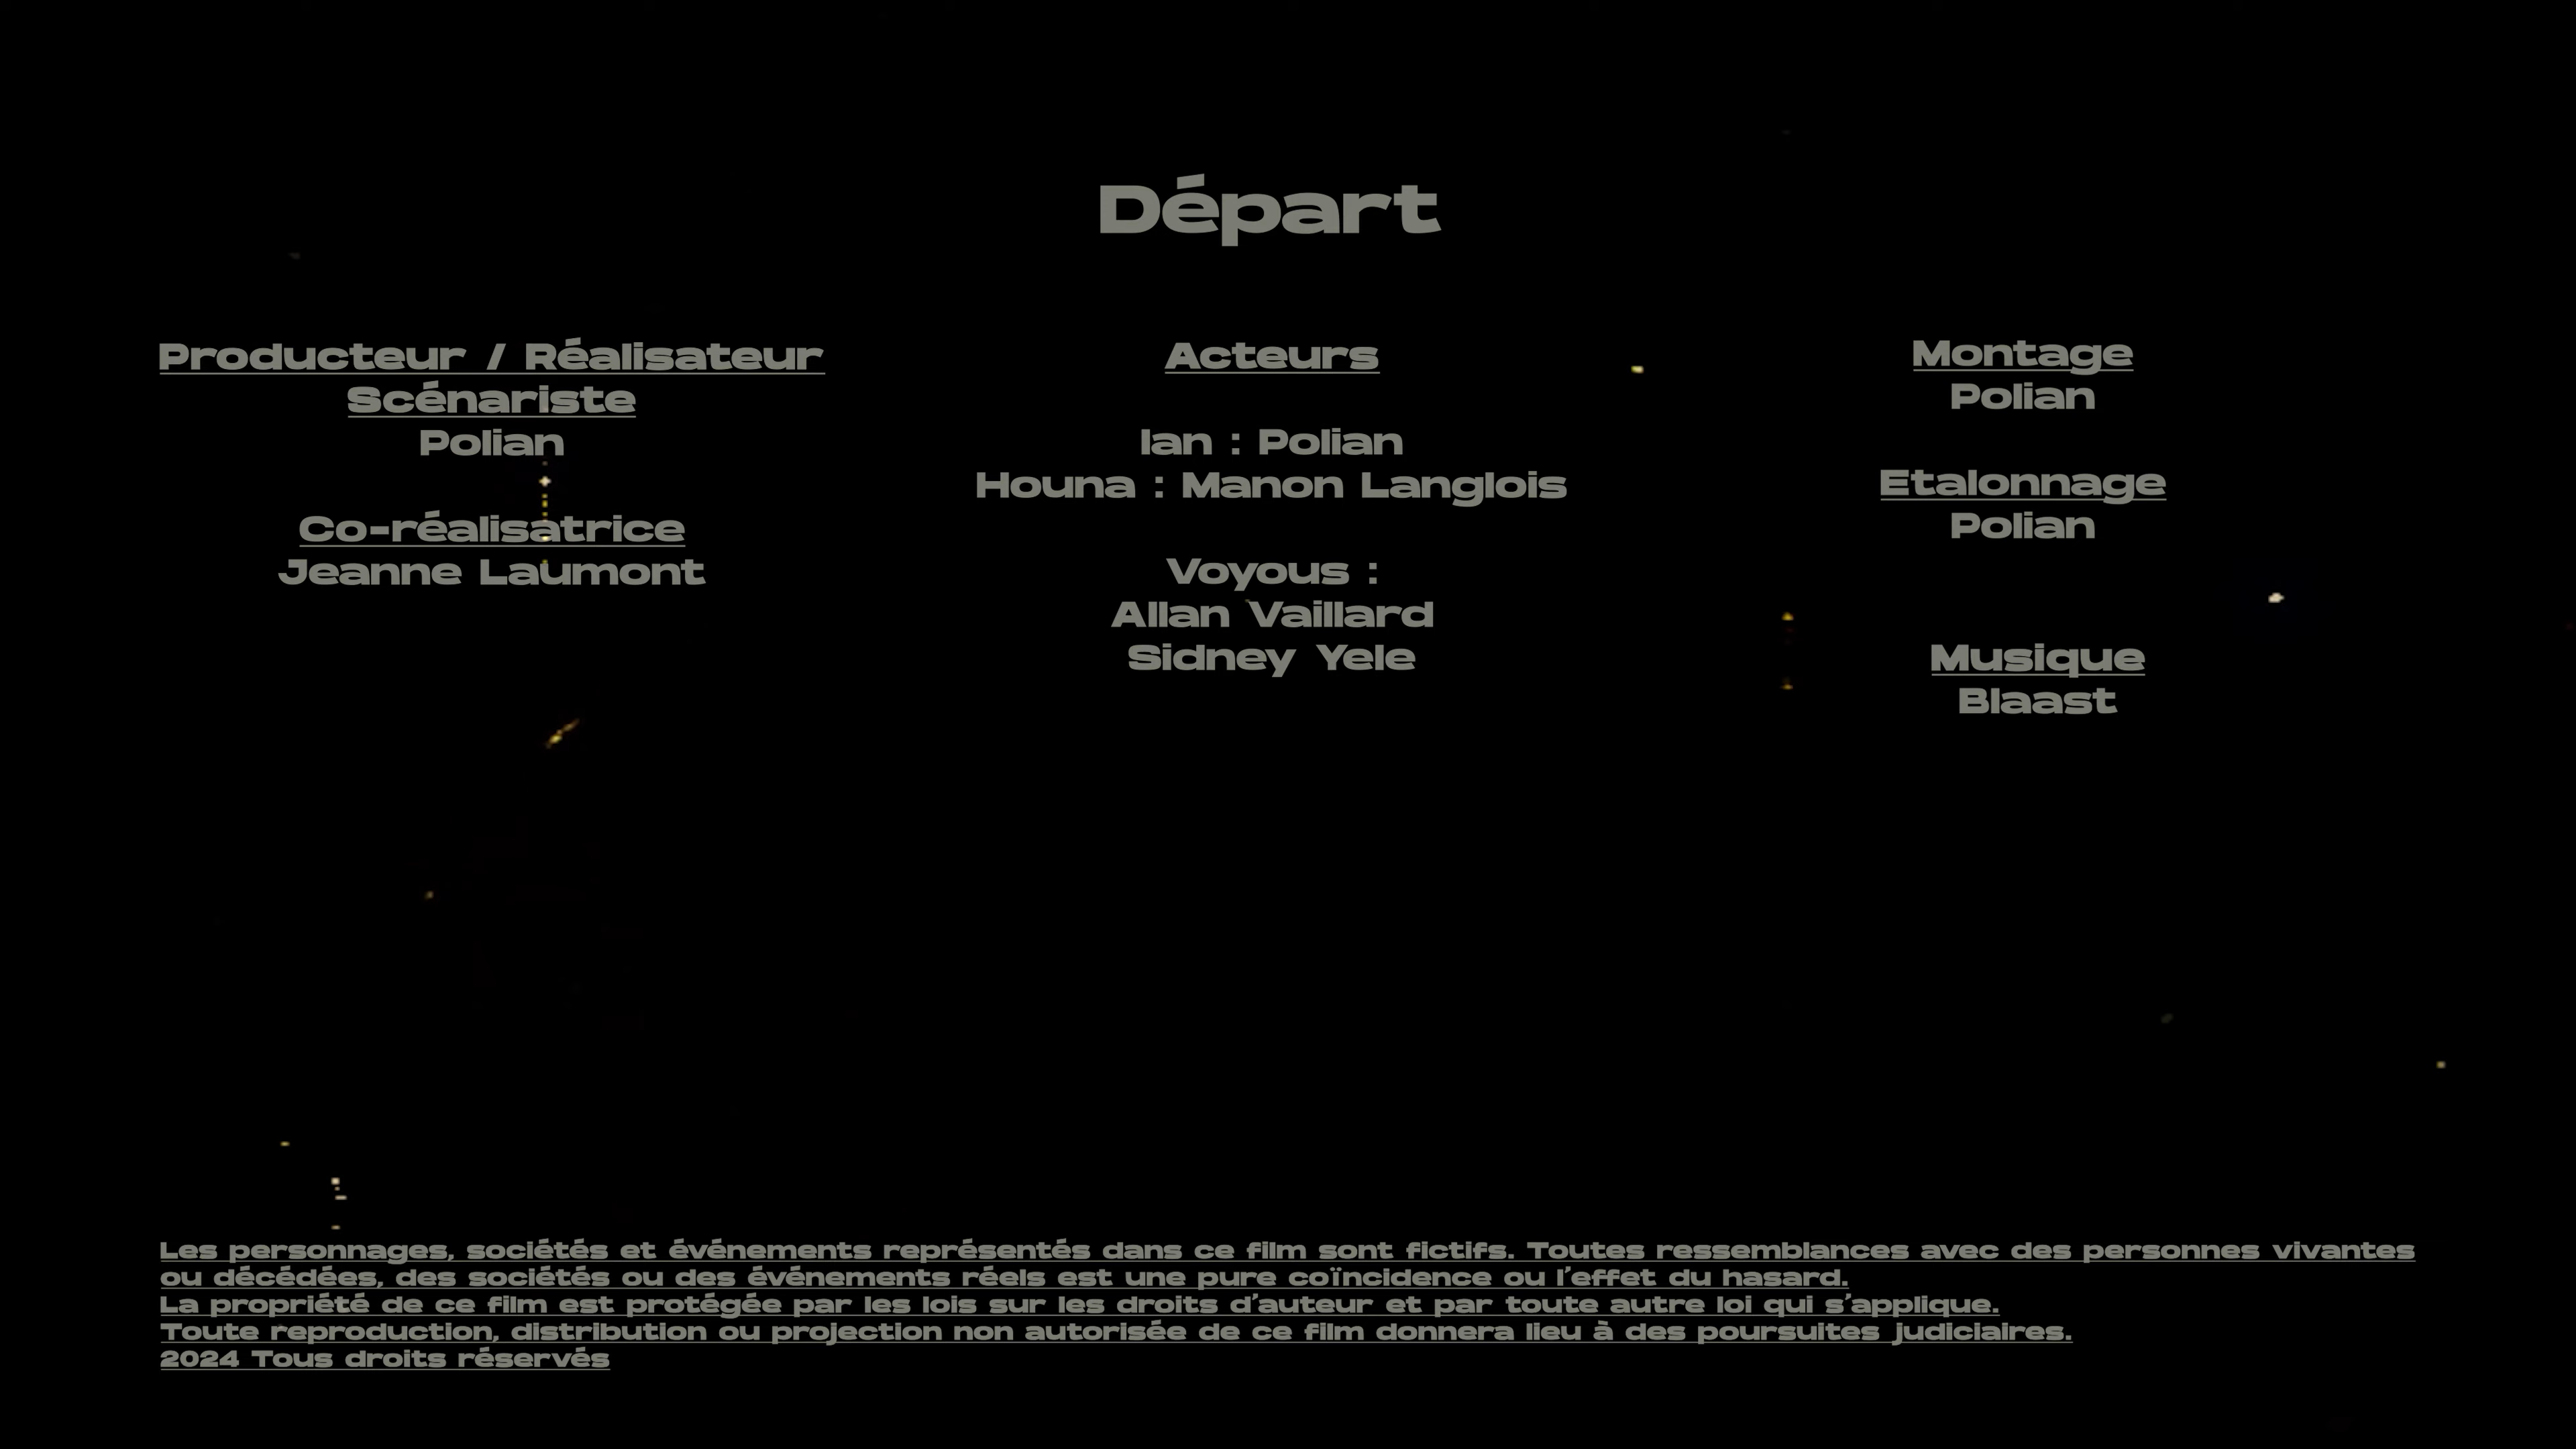 Départ
Producteur / Réalisateur
Scénariste
Polian
Co-réalisatrice
Jeanne Laumont
Acteurs
Ian : Polian
Houna : Manon Langlois
Voyous :
Allan Vaillard
Sidney Yele
Montage
Polian
Etalonnage
Polian
Musique
Blaast
Les personnages, sociétés et événements représentés dans ce film sont fictifs. Toutes ressemblances avec des personnes vivantes
ou décédées, des sociétés ou des événements réels est une pure coïncidence ou l'effet du hasard.
La propriété de ce film est protégée par les lois sur les droits d'auteur et par toute autre loi qui s'applique.
Toute reproduction, distribution ou projection non autorisée de ce film donnera lieu à des poursuites judiciaires.
2024 Tous droits réservés